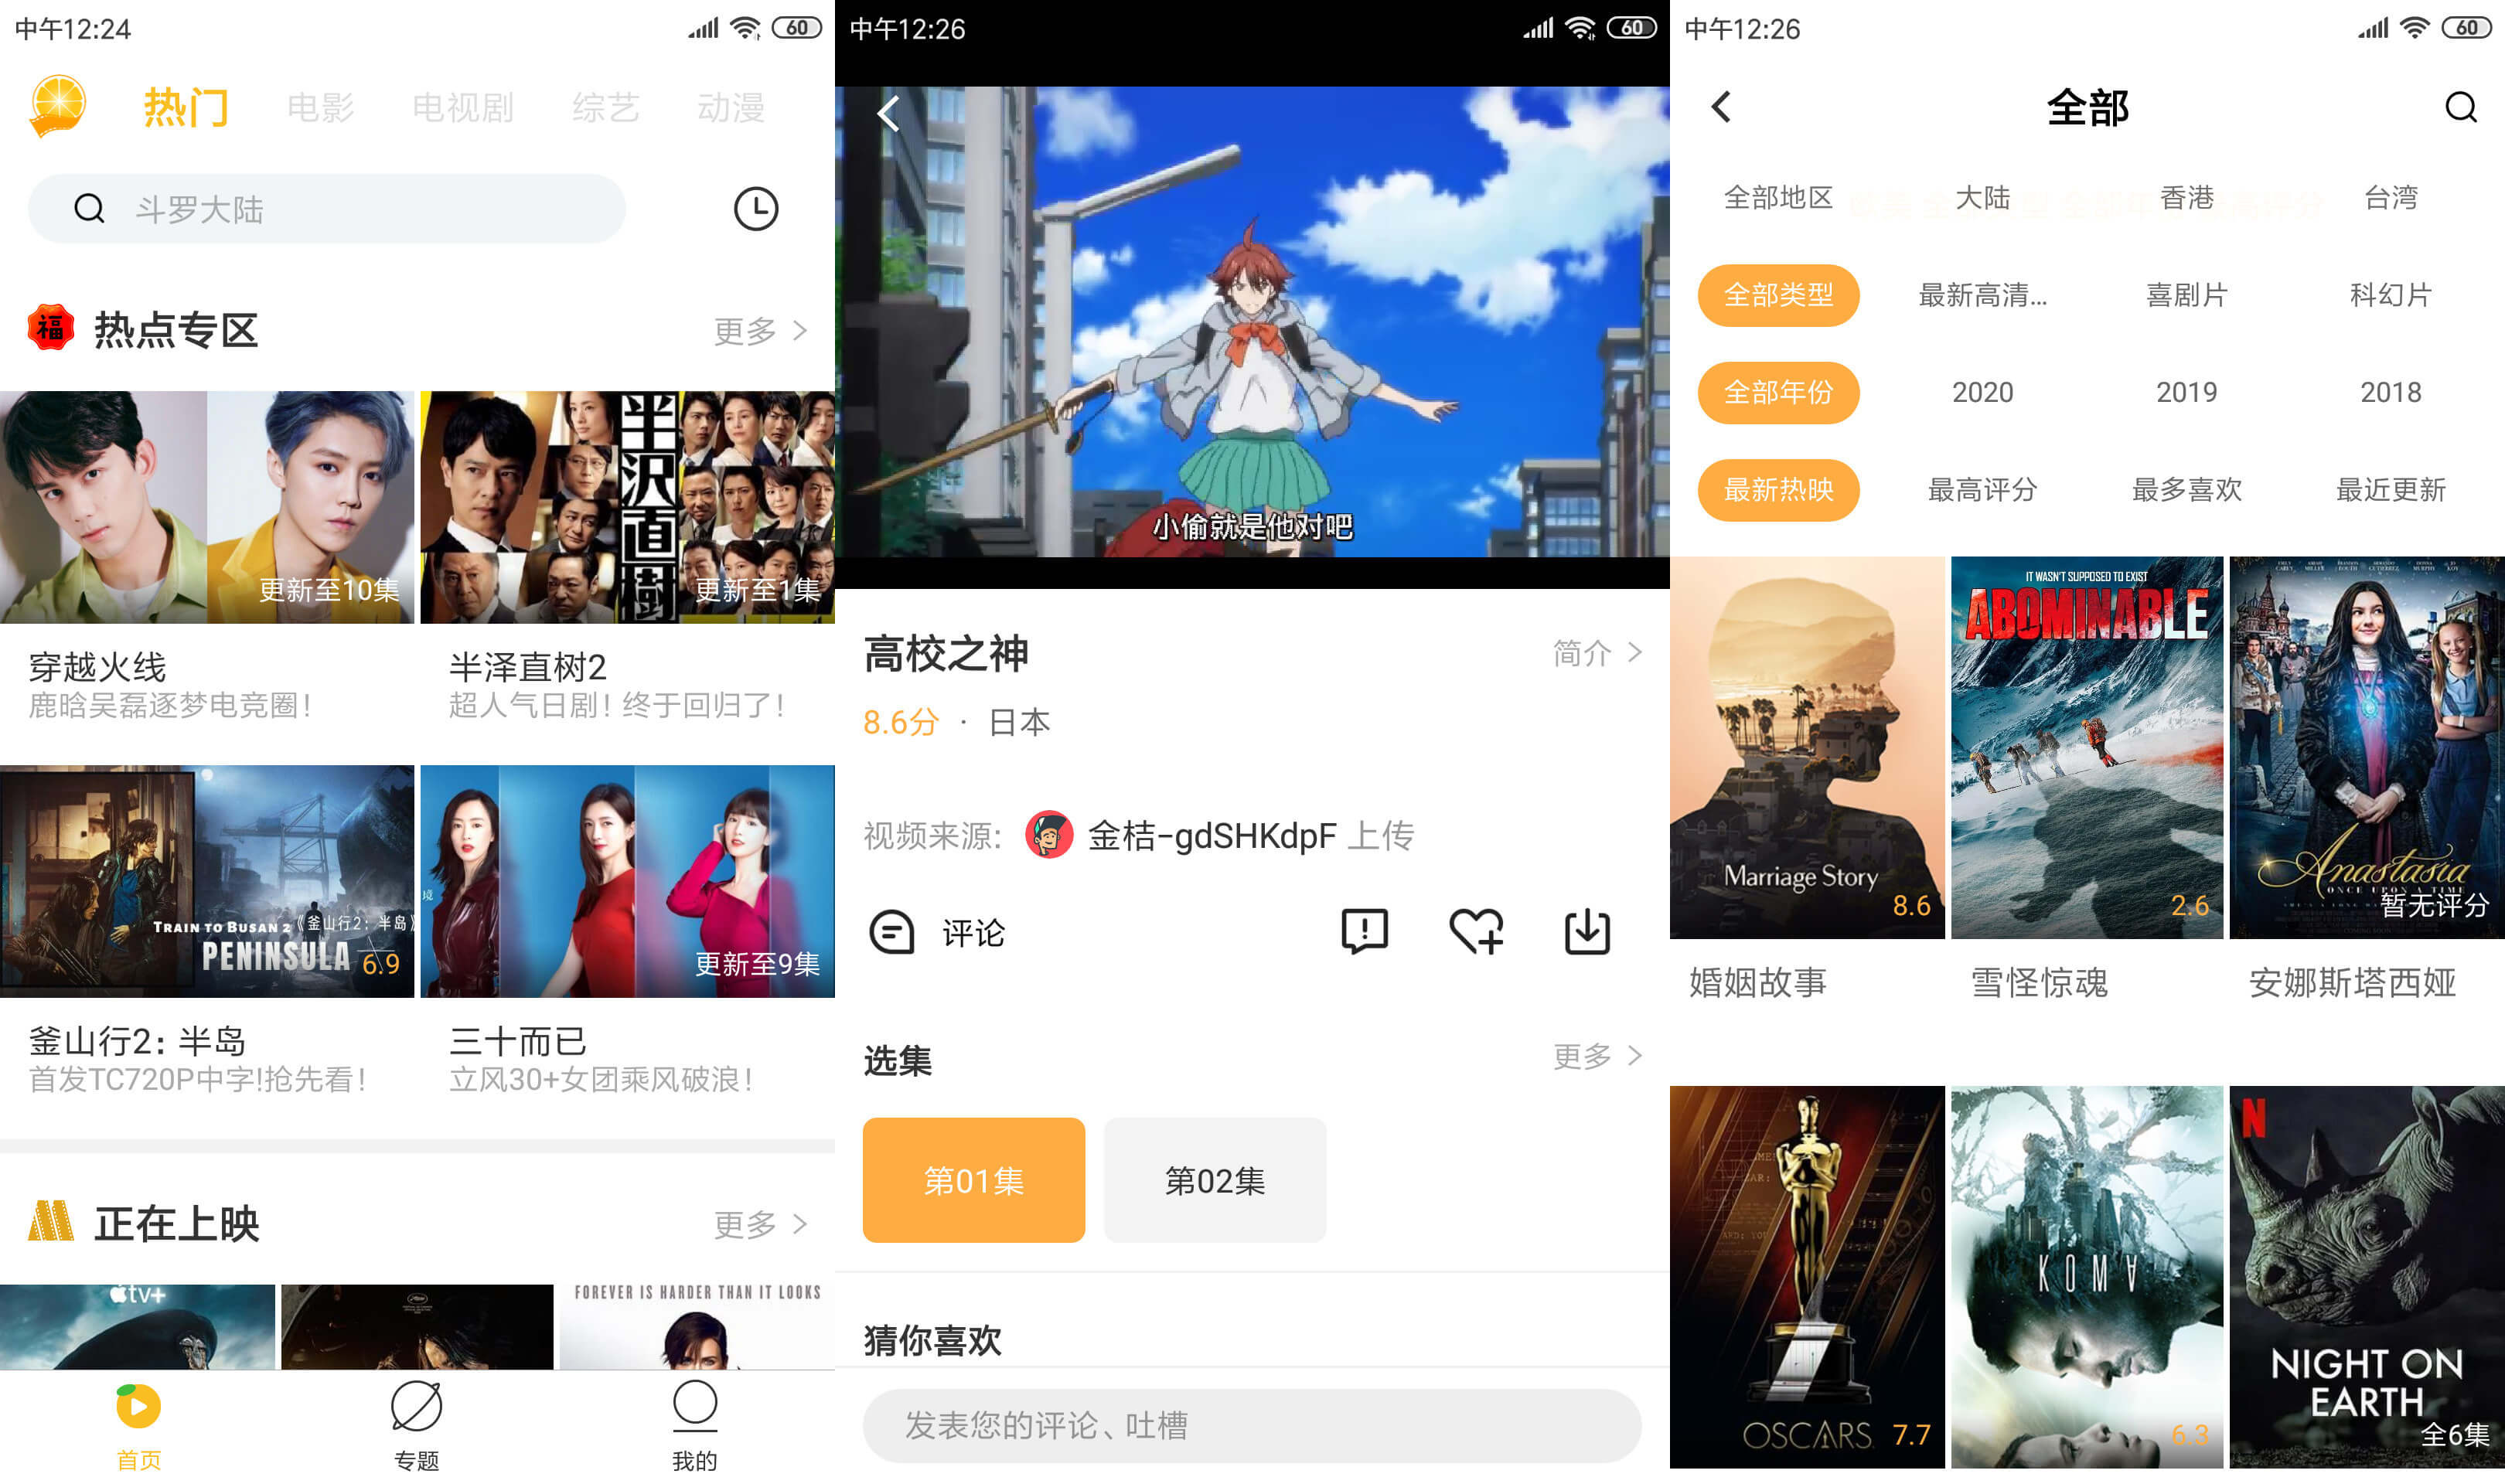 中午12:24
60
热门 电影 电视剧 综艺 动漫
斗罗大陆
福 热点专区 更多
半沢直樹
更新至10集
更新至1集
穿越火线
鹿晗吴磊逐梦电竞圈!
半泽直树2
超人气日剧!终于回归了!
TRAIN TO BUSAN 2《釜山行2:半岛》
PENINSULA
6.9
境
更新至9集
釜山行2:半岛
首发TC720P中字!抢先看!
三十而已
立风30+女团乘风破浪!
正在上映 更多
tv+
FOREVER IS HARDER THAN IT LOOKS
首页 专题 我的
中午12:26
60
小偷就是他对吧
高校之神 简介
8.6分 · 日本
视频来源: 金桔-gdSHKdpF 上传
评论
选集 更多
第01集 第02集
猜你喜欢
发表您的评论、吐槽
中午12:26
60
全部
全部地区 大陆 香港 台湾
全部类型 最新高清... 喜剧片 科幻片
全部年份 2020 2019 2018
最新热映 最高评分 最多喜欢 最近更新
Marriage Story
8.6
IT WASN'T SUPPOSED TO EXIST
ABOMINABLE
2.6
Anastasia
ONCE UPON A TIME
暂无评分
婚姻故事 雪怪惊魂 安娜斯塔西娅
OSCARS
7.7
KOMA
6.3
N
NIGHT ON
EARTH
全6集